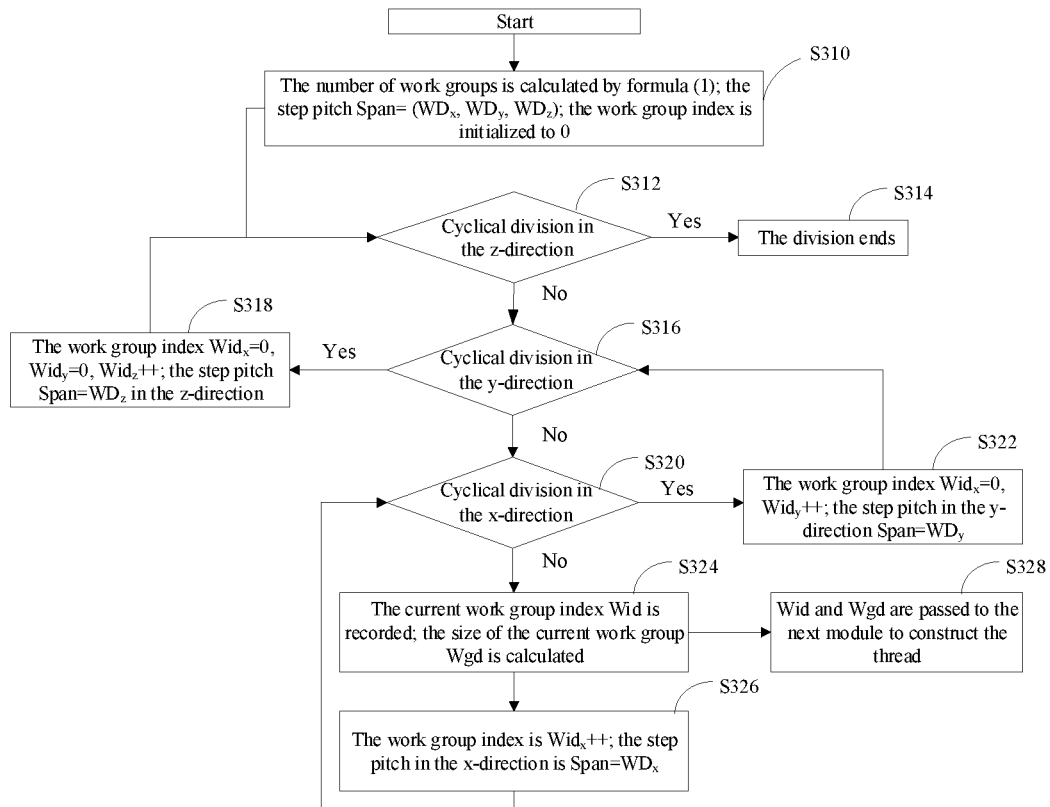 Start
S310
The number of work groups is calculated by formula (1); the
step pitch Span= (WDx, WDy, WDz); the work group index is
initialized to 0
S312
Cyclical division in
the z-direction
Yes
S314
The division ends
No
S318
The work group index Widx=0,
Widy=0, Widz++; the step pitch
Span=WDz in the z-direction
Yes
S316
Cyclical division in
the y-direction
No
S320
Cyclical division in
the x-direction
Yes
S322
The work group index Widx=0,
Widy++; the step pitch in the y-
direction Span=WDy
No
S324
The current work group index Wid is
recorded; the size of the current work group
Wgd is calculated
S328
Wid and Wgd are passed to the
next module to construct the
thread
S326
The work group index is Widx++; the step
pitch in the x-direction is Span=WDx